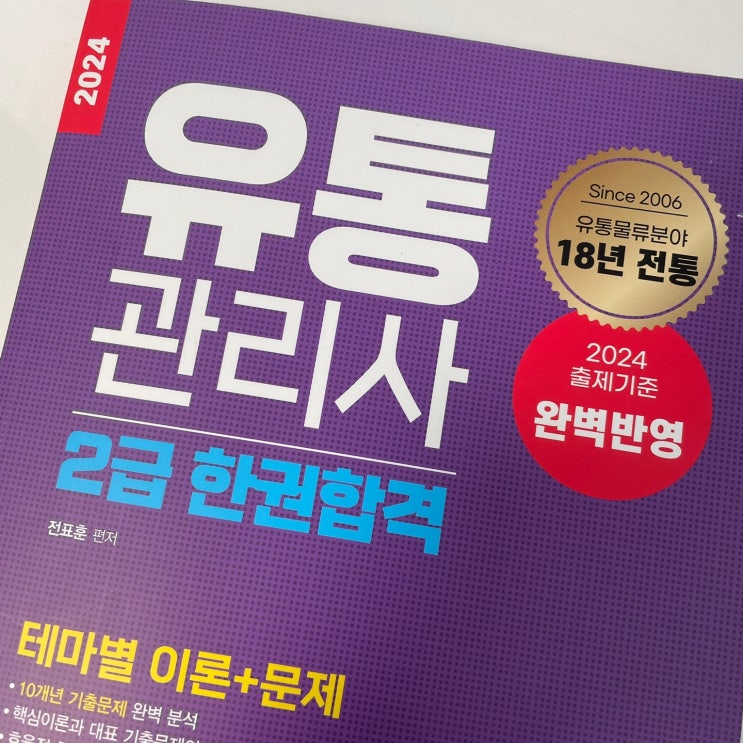 2024
유통
관리사
2급 한권합격
전표훈 편저
Since 2006
유통물류분야
18년 전통
2024
출제기준
완벽반영
테마별 이론+문제
• 10개년 기출문제 완벽 분석
• 핵심이론과 대표 기출문제의